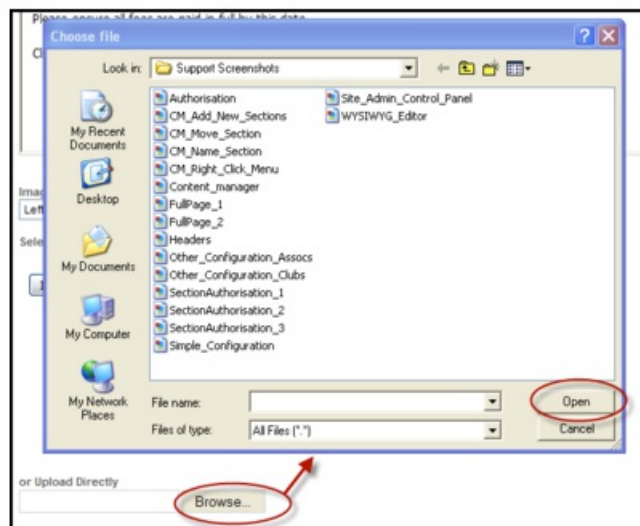 Please ensure all fees are paid in full by this date
Choose file
Look in:
Support Screenshots
My Recent
Documents
Desktop
My Documents
My Computer
My Network
Places
Authorisation
CM_Add_New_Sections
CM_Move_Section
CM_Name_Section
CM_Right_Click_Menu
Content_manager
FullPage_1
FullPage_2
Headers
Other_Configuration_Assocs
Other_Configuration_Clubs
SectionAuthorisation_1
SectionAuthorisation_2
SectionAuthorisation_3
Simple_Configuration
Site_Admin_Control_Panel
WYSIWYG_Editor
File name:
Open
Files of type:
All Files (*.*)
Cancel
or Upload Directly
Browse...